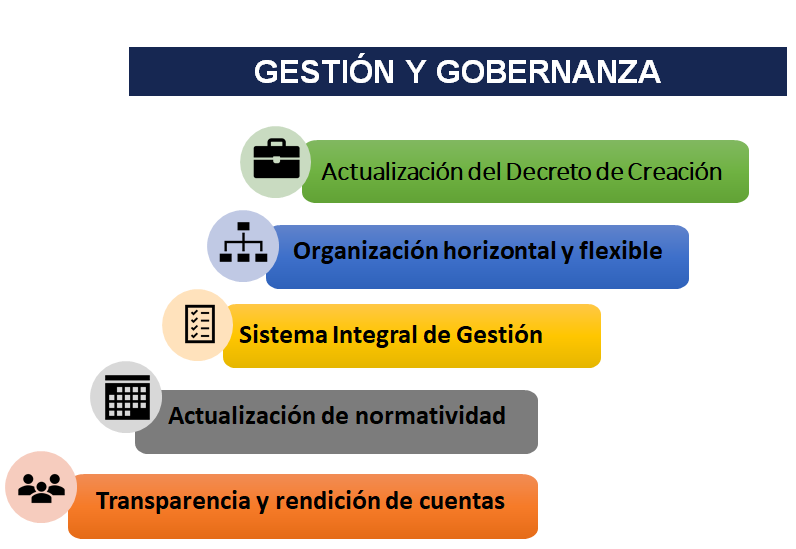 GESTIÓN Y GOBERNANZA
Actualización del Decreto de Creación
Organización horizontal y flexible
Sistema Integral de Gestión
Actualización de normatividad
Transparencia y rendición de cuentas